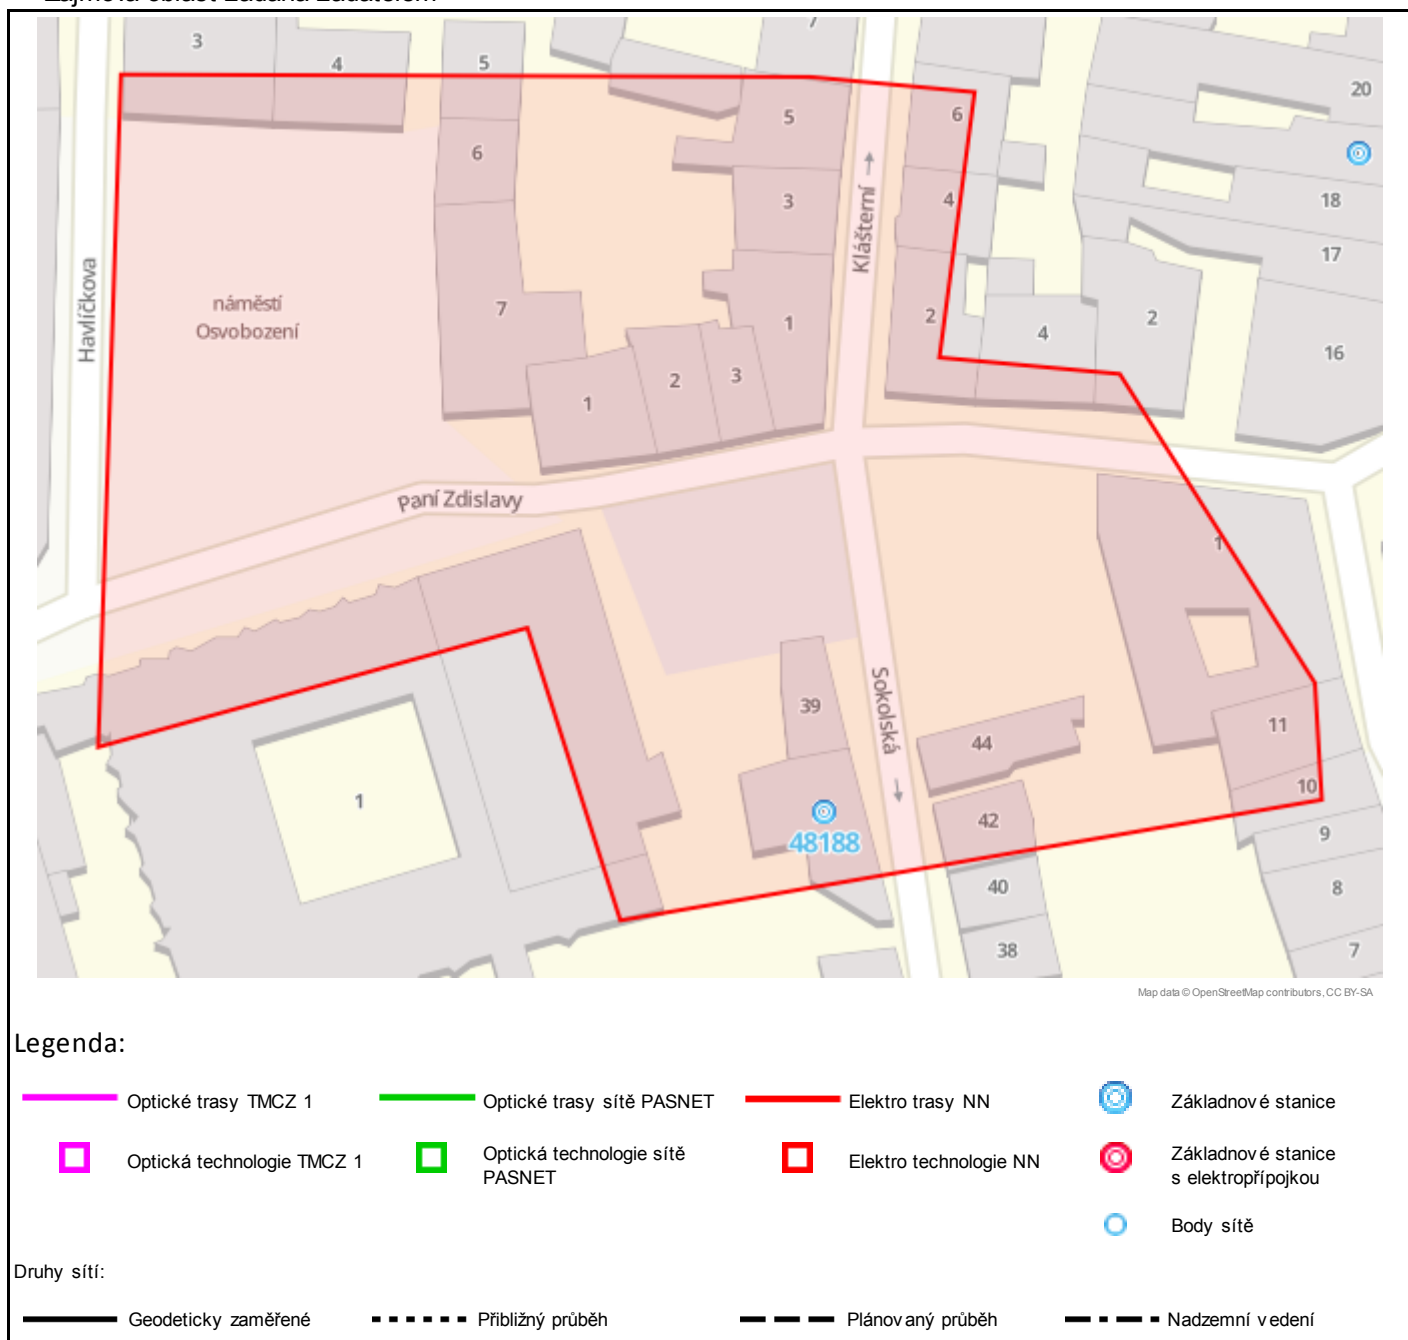 Zájmová oblast zadaná žadatelem
3
4
5
7
6
20
5
6
3
4
18
17
Klášterní
Havlíčkova
náměstí
Osvobození
7
1
2
4
2
16
1
2
3
Paní Zdislavy
1
39
Sokolská
44
11
10
1
48188
42
9
40
8
38
7
Map data © OpenStreetMap contributors, CC BY-SA
Legenda:
Optické trasy TMCZ 1
Optické trasy sítě PASNET
Elektro trasy NN
Základnové stanice
Optická technologie TMCZ 1
Optická technologie sítě
PASNET
Elektro technologie NN
Základnové stanice
s elektropřípojkou
Body sítě
Druhy sítí:
Geodeticky zaměřené
Přibližný průběh
Plánovaný průběh
Nadzemní vedení